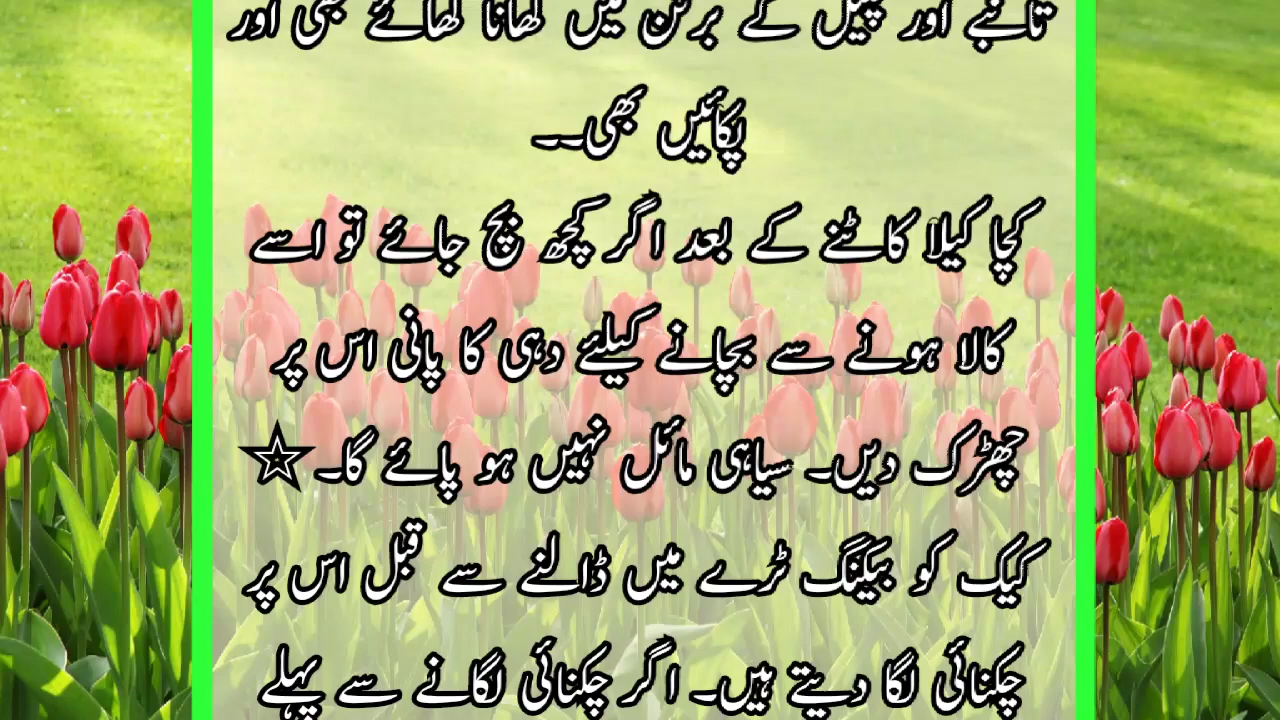 تانبے اور پیتل کے برتن میں کھانا کھائے بھی اور
پکائیں بھی۔۔
کچا کیلا کاٹنے کے بعد اگر کچھ بچ جائے تو اسے
کالا ہونے سے بچانے کیلئے دہی کا پانی اس پر
چھڑک دیں۔ سیاہی مائل نہیں ہو پائے گا۔☆
کیک کو بیکنگ ٹرے میں ڈالنے سے قبل اس پر
چکنائی لگا دیتے ہیں۔ اگر چکنائی لگانے سے پہلے